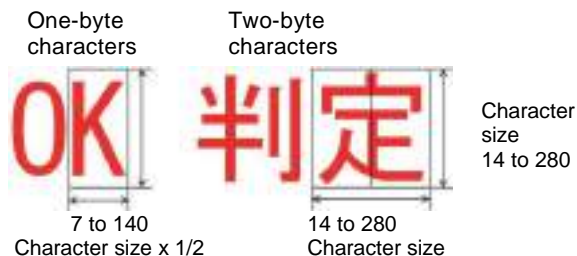 One-byte
characters
Two-byte
characters
OK
判定
Character
size
14 to 280
7 to 140
Character size x 1/2
14 to 280
Character size